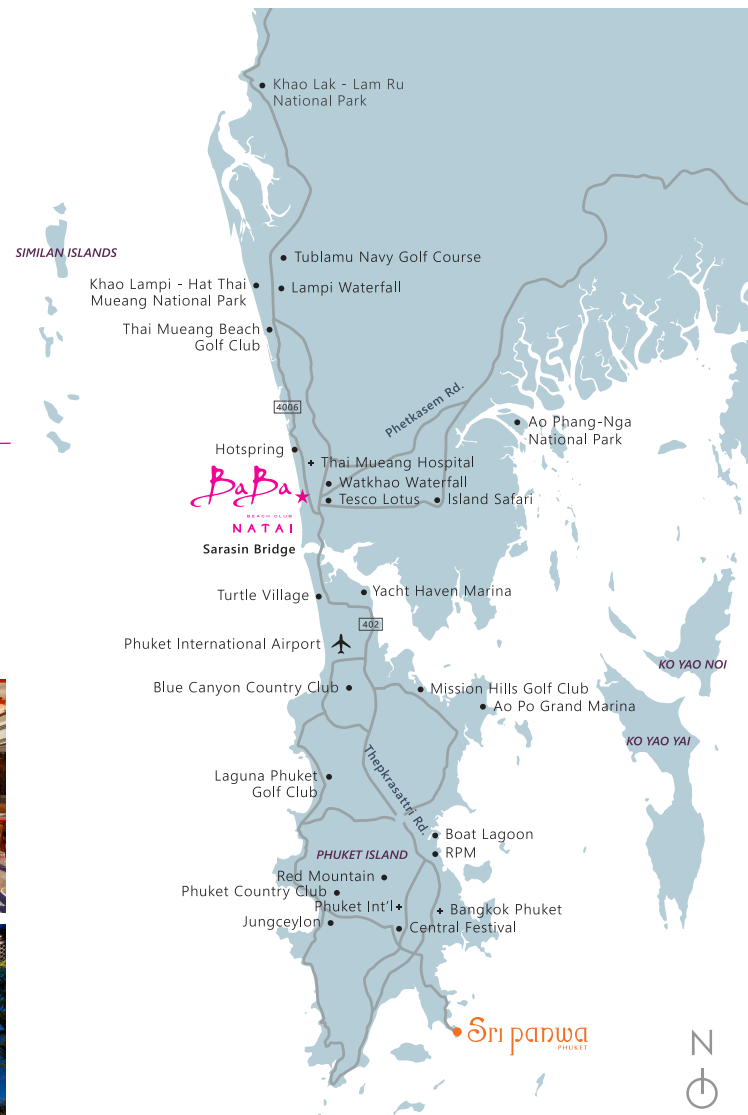 Khao Lak - Lam Ru
National Park
SIMILAN ISLANDS
Tublamu Navy Golf Course
Khao Lampi - Hat Thai
Mueang National Park
Lampi Waterfall
Thai Mueang Beach
Golf Club
4006
Phetkasem Rd.
Ao Phang-Nga
National Park
Hotspring
Thai Mueang Hospital
BaBa
BEACH CLUB
NATAI
Watkhao Waterfall
Tesco Lotus
Island Safari
Sarasin Bridge
Turtle Village
Yacht Haven Marina
402
Phuket International Airport
KO YAO NOI
Blue Canyon Country Club
Mission Hills Golf Club
Ao Po Grand Marina
KO YAO YAI
Laguna Phuket
Golf Club
Thepkrasattri Rd.
Boat Lagoon
RPM
PHUKET ISLAND
Red Mountain
Phuket Country Club
Phuket Int'l
Bangkok Phuket
Jungceylon
Central Festival
Sri panwa
PHUKET
N